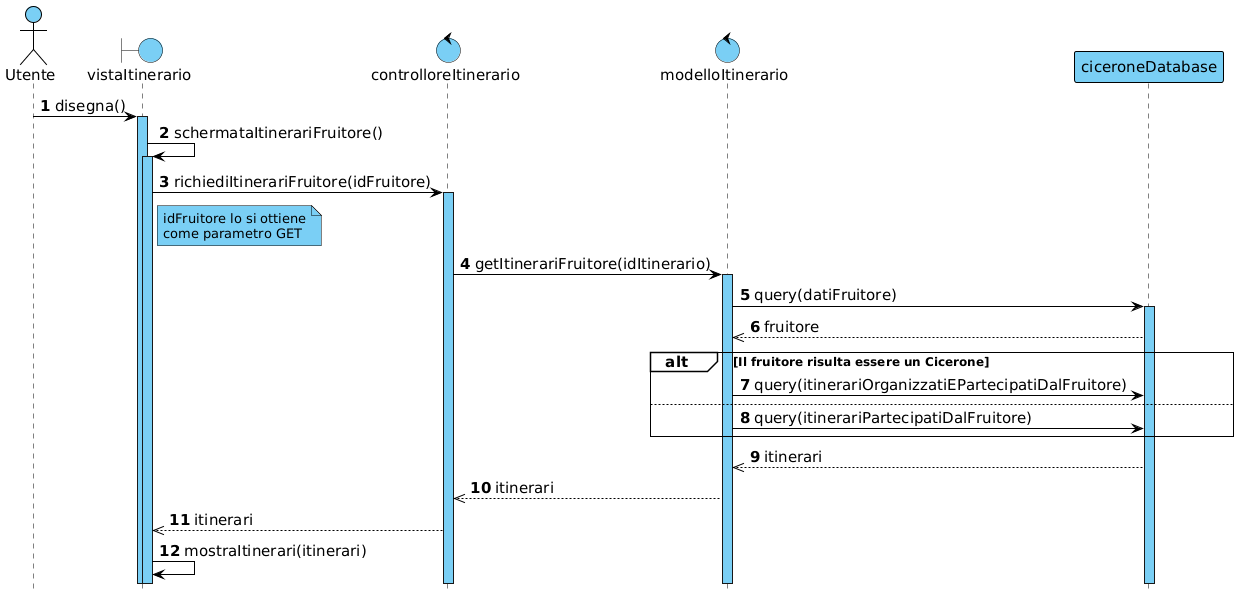 Utente
vistaItinerario
controlloreItinerario
modelloItinerario
ciceroneDatabase
1 disegna()
2 schermataItinerariFruitore()
3 richiediItinerariFruitore(idFruitore)
idFruitore lo si ottiene
come parametro GET
4 getItinerariFruitore(idItinerario)
5 query(datiFruitore)
6 fruitore
alt [Il fruitore risulta essere un Cicerone]
7 query(itinerariOrganizzatiEPartecipatiDalFruitore)
8 query(itinerariPartecipatiDalFruitore)
9 itinerari
10 itinerari
11 itinerari
12 mostraItinerari(itinerari)